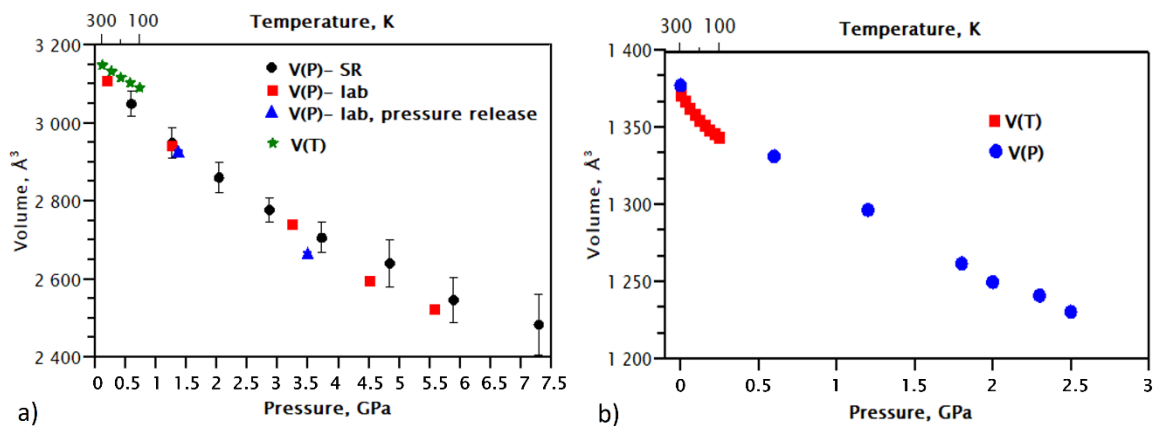 Temperature, K
300 100
3 200
3 000
2 800
2 600
2 400
Volume, Å³
V(P)- SR
V(P)- lab
V(P)- lab, pressure release
V(T)
0 0.5 1 1.5 2 2.5 3 3.5 4 4.5 5 5.5 6 6.5 7 7.5
Pressure, GPa
a)
Temperature, K
300 100
1 400
1 350
1 300
1 250
1 200
Volume, Å³
V(T)
V(P)
0 0.5 1 1.5 2 2.5 3
Pressure, GPa
b)